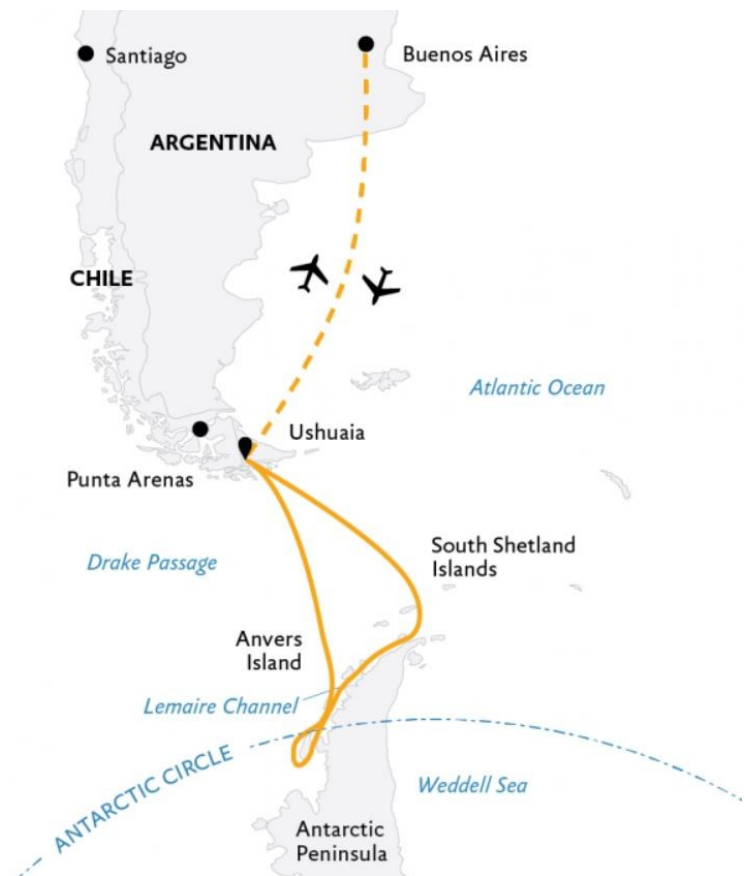 Santiago
Buenos Aires
ARGENTINA
CHILE
Atlantic Ocean
Ushuaia
Punta Arenas
South Shetland
Islands
Drake Passage
Anvers
Island
Lemaire Channel
ANTARCTIC CIRCLE
Weddell Sea
Antarctic
Peninsula